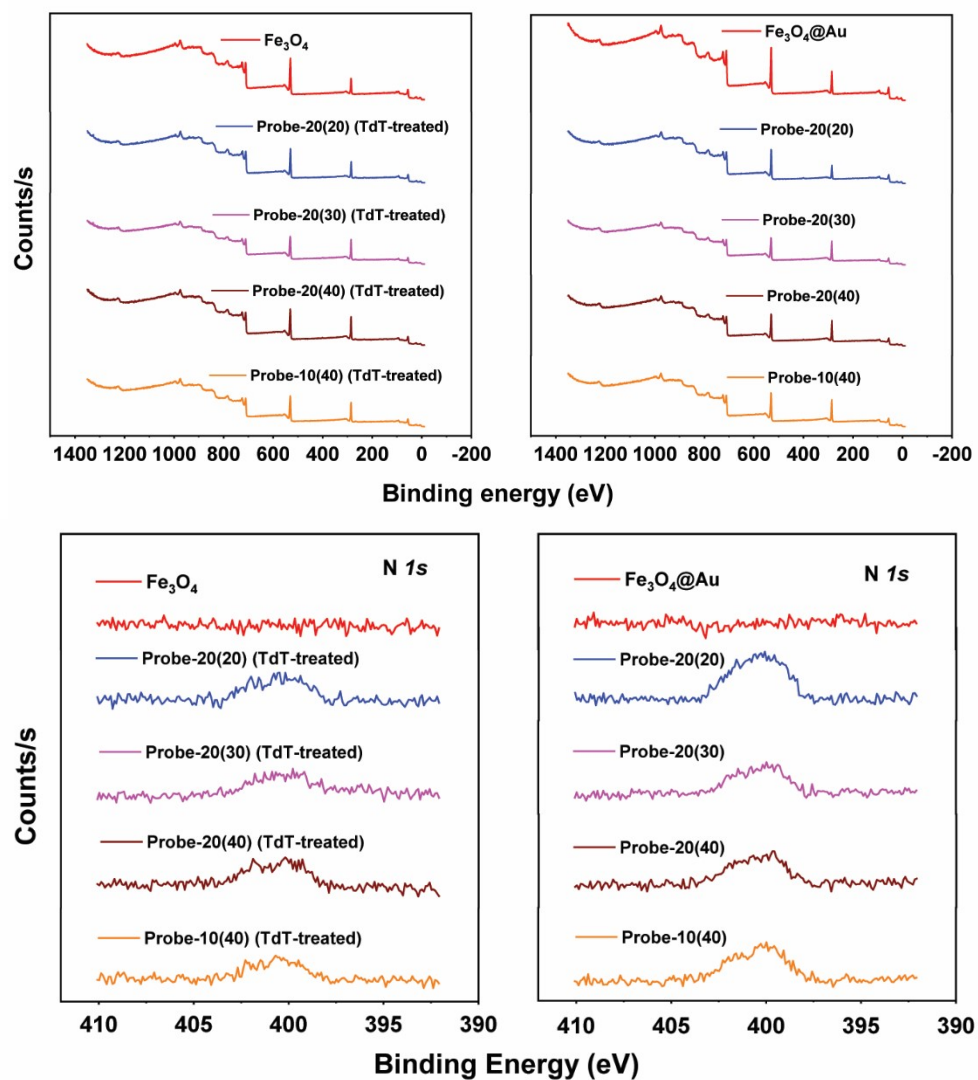 Counts/s
Fe₃O₄
Probe-20(20) (TdT-treated)
Probe-20(30) (TdT-treated)
Probe-20(40) (TdT-treated)
Probe-10(40) (TdT-treated)
1400 1200 1000 800 600 400 200 0 -200
Fe₃O₄@Au
Probe-20(20)
Probe-20(30)
Probe-20(40)
Probe-10(40)
1400 1200 1000 800 600 400 200 0 -200
Binding energy (eV)
Counts/s
N 1s
Fe₃O₄
Probe-20(20) (TdT-treated)
Probe-20(30) (TdT-treated)
Probe-20(40) (TdT-treated)
Probe-10(40) (TdT-treated)
410 405 400 395 390
N 1s
Fe₃O₄@Au
Probe-20(20)
Probe-20(30)
Probe-20(40)
Probe-10(40)
410 405 400 395 390
Binding Energy (eV)